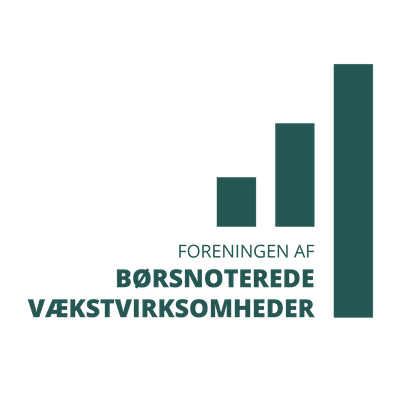 FORENINGEN AF
BØRSNOTEREDE
VÆKSTVIRKSOMHEDER